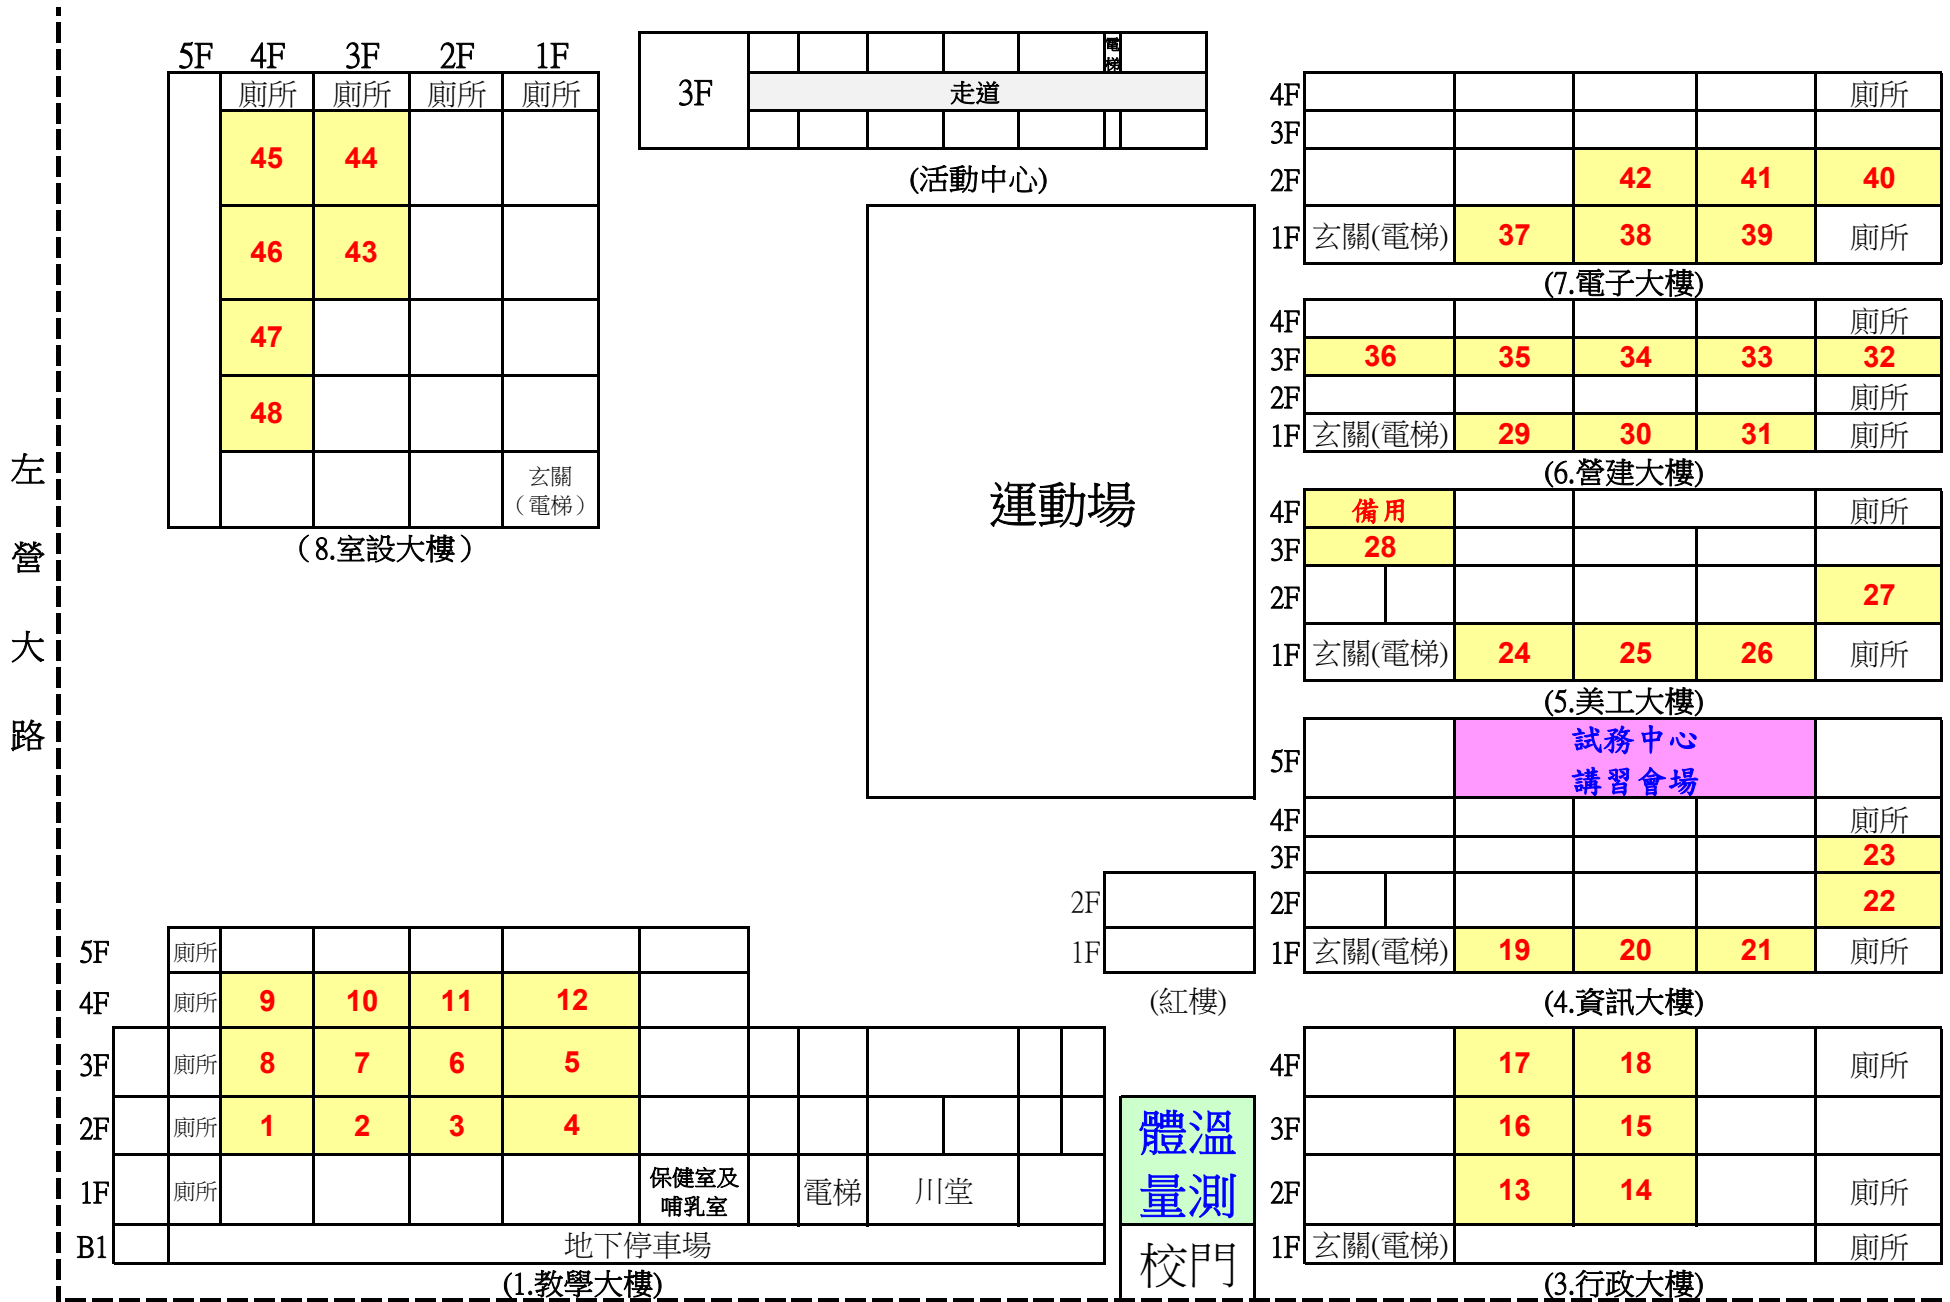 5F 4F 3F 2F 1F
廁所 廁所 廁所 廁所
45 44
46 43
47
48
玄關
（電梯）
（8.室設大樓）
左
營
大
路
3F
電
梯
走道
(活動中心)
運動場
4F 廁所
3F
2F 42 41 40
1F 玄關(電梯) 37 38 39 廁所
(7.電子大樓)
4F 廁所
3F 36 35 34 33 32
2F 廁所
1F 玄關(電梯) 29 30 31 廁所
(6.營建大樓)
4F 備用 廁所
3F 28
2F 27
1F 玄關(電梯) 24 25 26 廁所
(5.美工大樓)
5F
試務中心
講習會場
4F 廁所
3F 23
2F 22
1F 玄關(電梯) 19 20 21 廁所
(4.資訊大樓)
2F
1F
(紅樓)
5F 廁所
4F 廁所 9 10 11 12
3F 廁所 8 7 6 5
2F 廁所 1 2 3 4
1F 廁所
保健室及
哺乳室
電梯 川堂
B1 地下停車場
(1.教學大樓)
體溫
量測
校門
4F 17 18 廁所
3F 16 15
2F 13 14 廁所
1F 玄關(電梯) 廁所
(3.行政大樓)